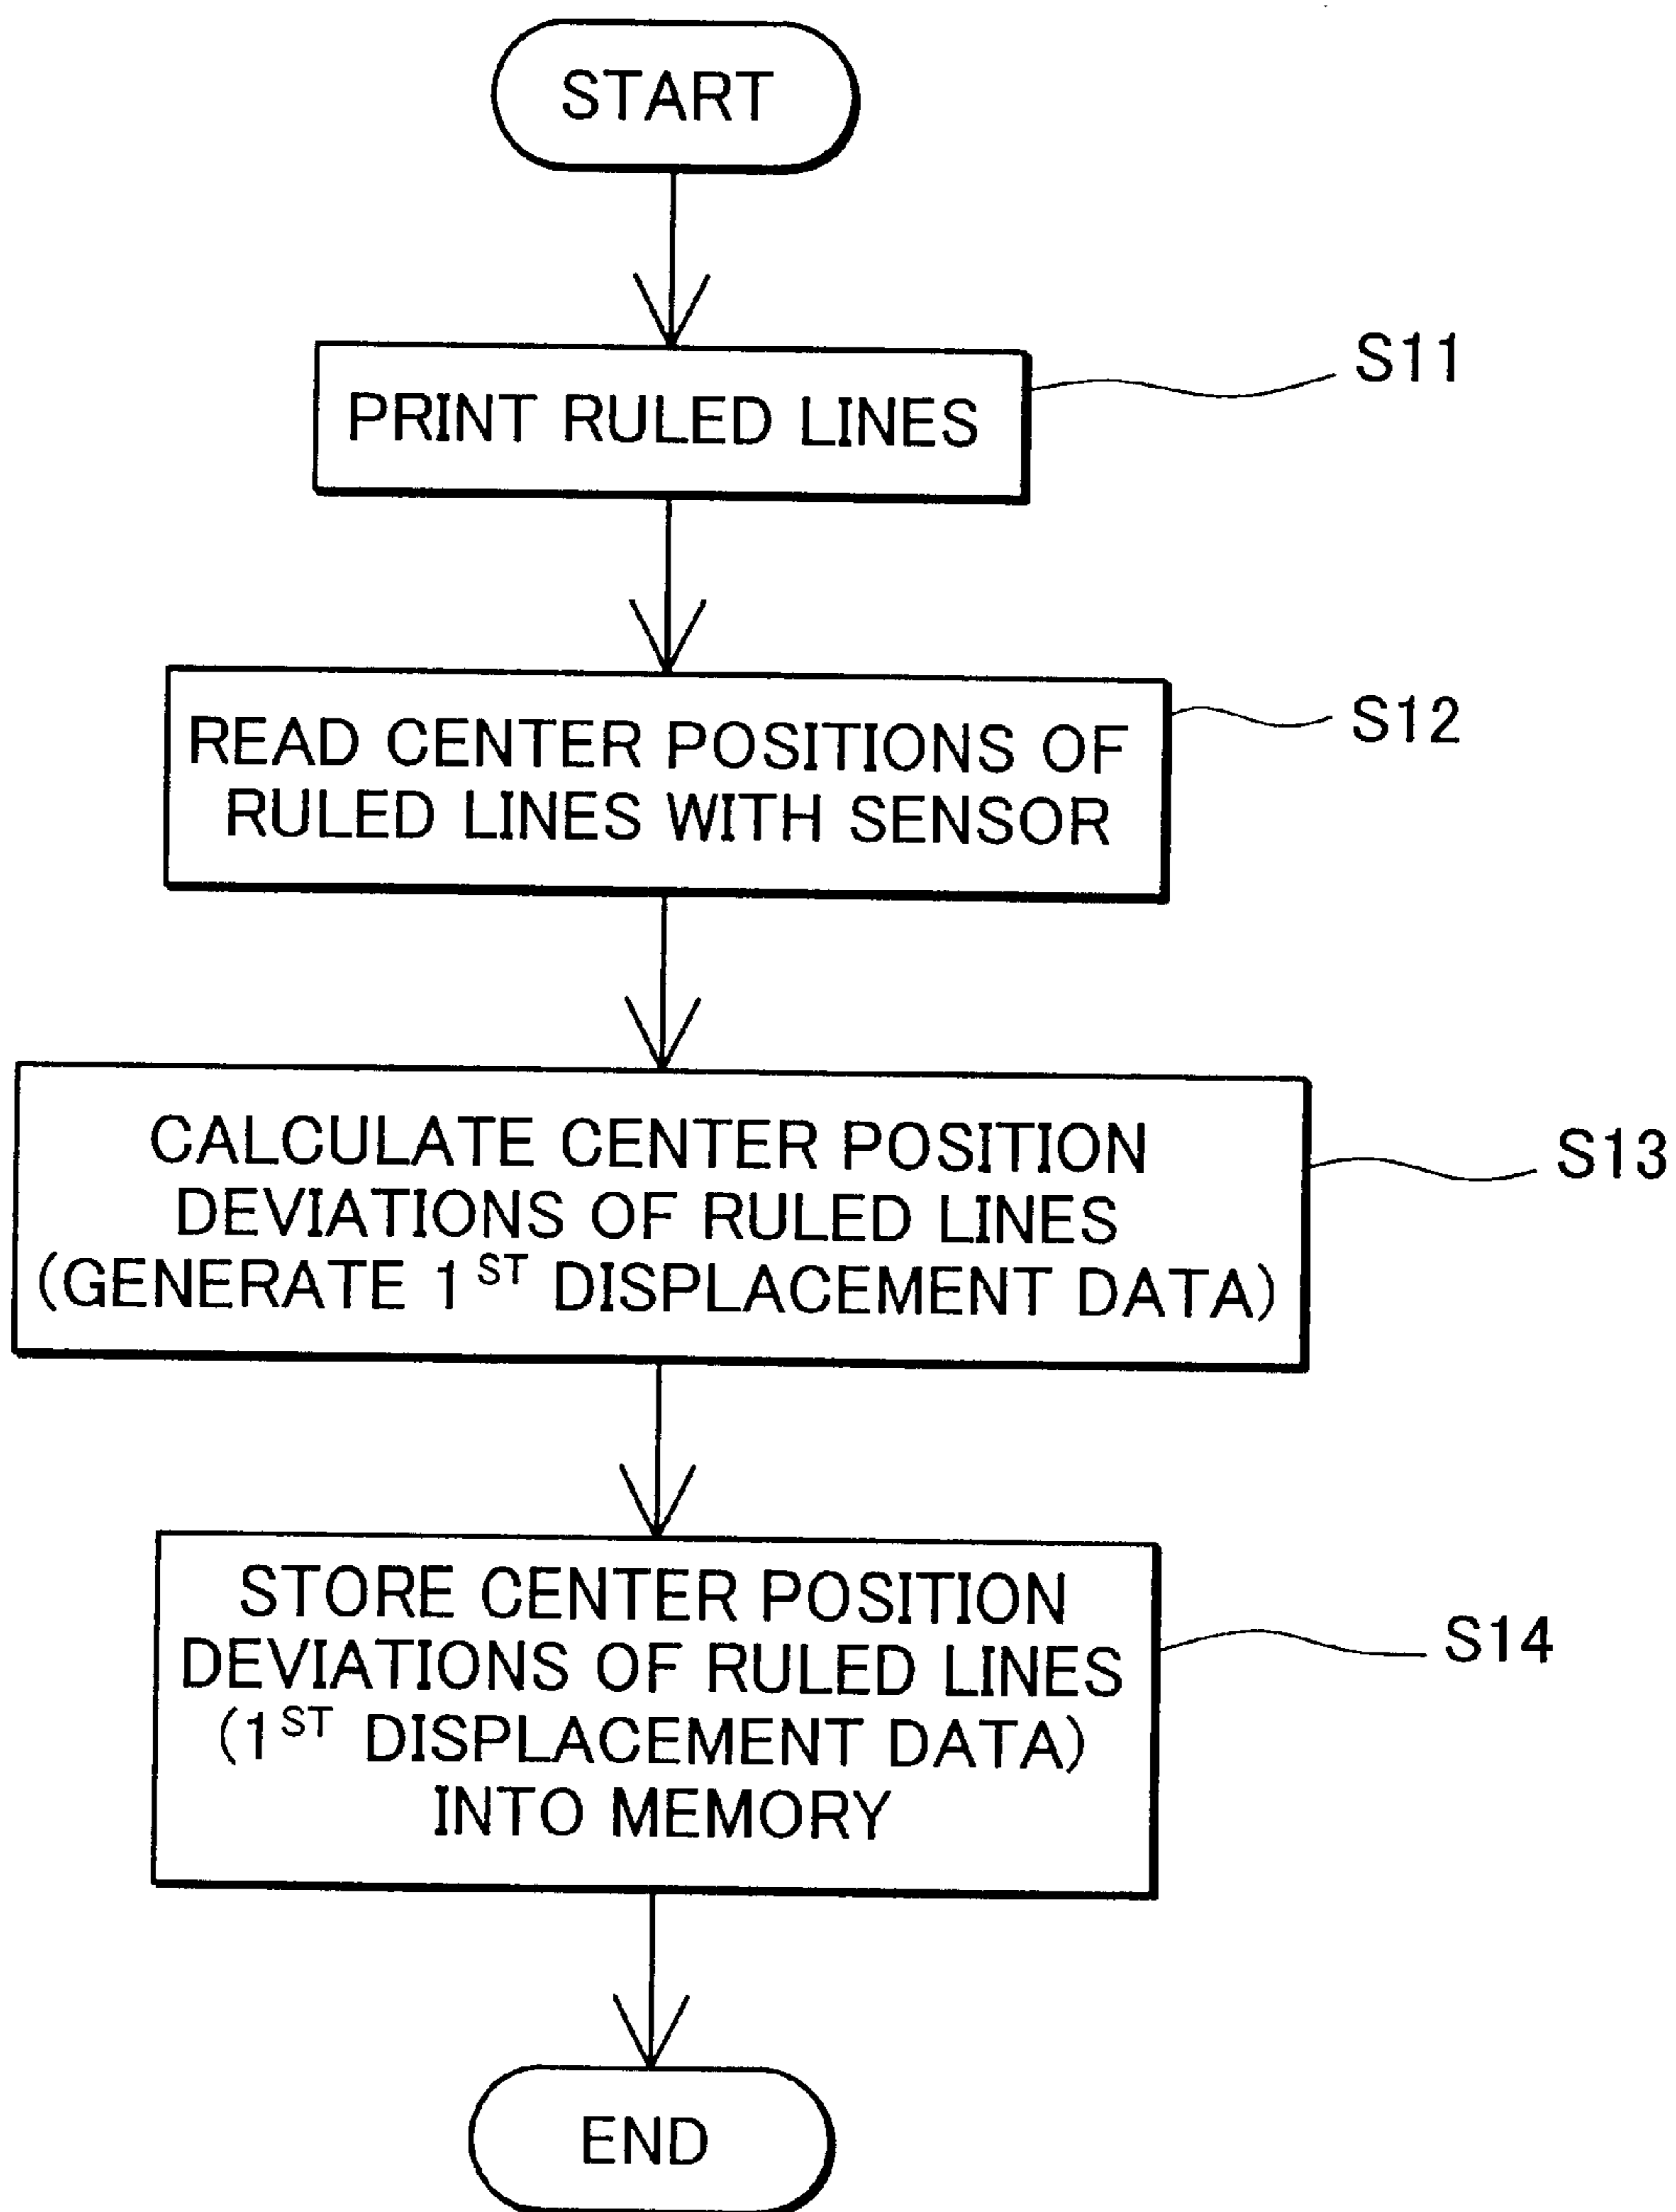 START
PRINT RULED LINES
S11
READ CENTER POSITIONS OF
RULED LINES WITH SENSOR
S12
CALCULATE CENTER POSITION
DEVIATIONS OF RULED LINES
(GENERATE 1ST DISPLACEMENT DATA)
S13
STORE CENTER POSITION
DEVIATIONS OF RULED LINES
(1ST DISPLACEMENT DATA)
INTO MEMORY
S14
END